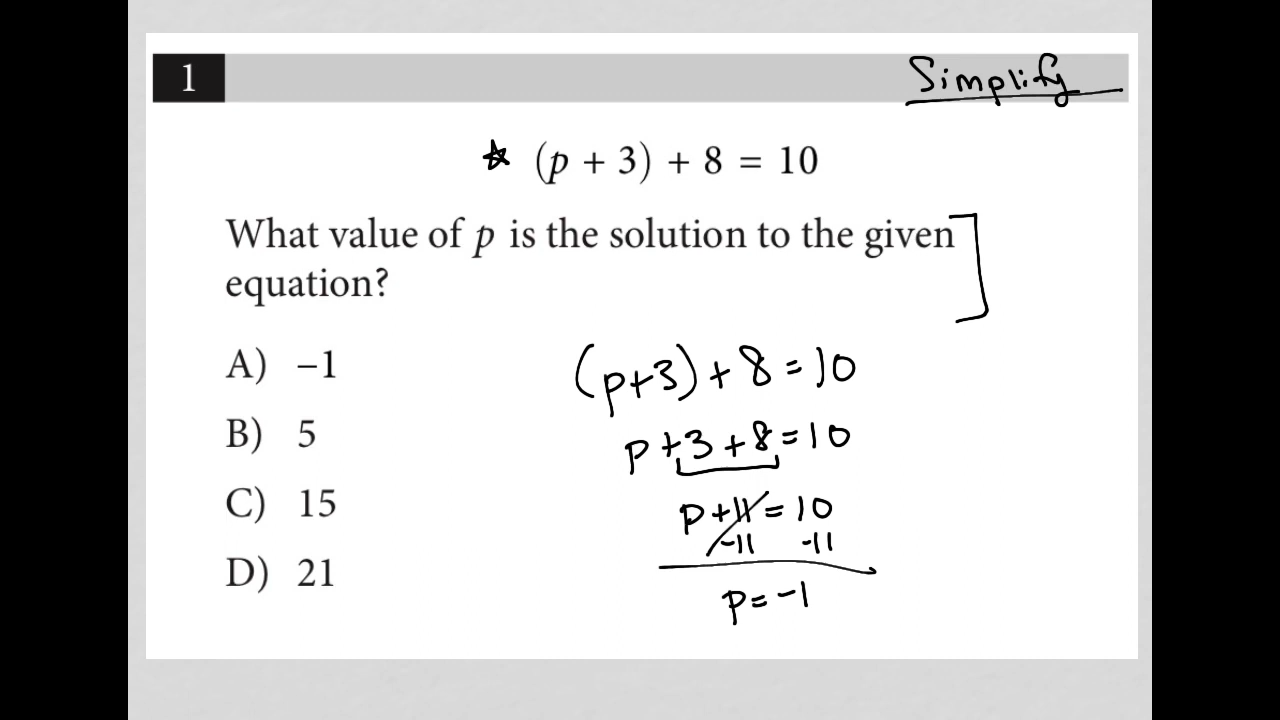 1
Simplify
☆ (p + 3) + 8 = 10
What value of p is the solution to the given
equation?
A) –1
B) 5
C) 15
D) 21
(p+3) + 8 = 10
p + 3 + 8 = 10
p + 11 = 10
-11 -11
p = -1